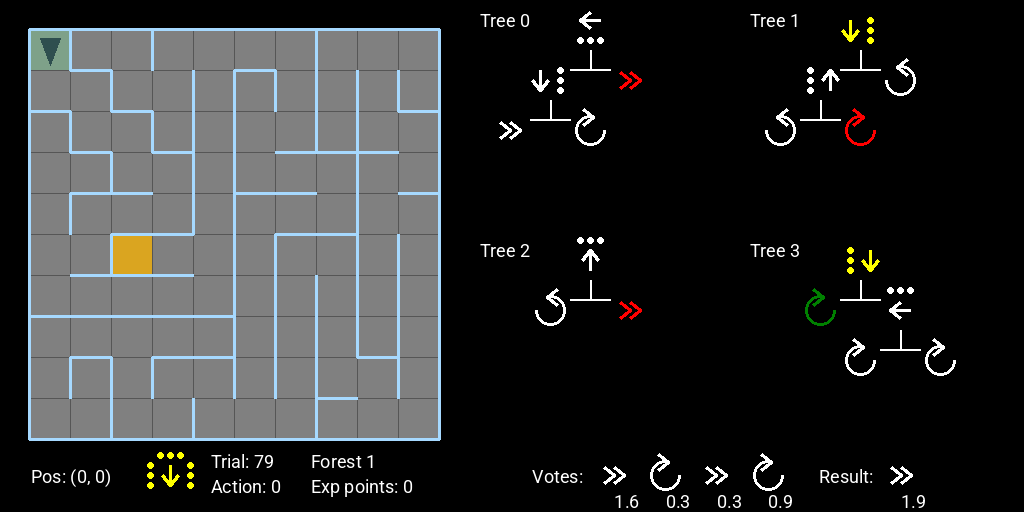 Tree 0
Tree 1
Tree 2
Tree 3
Pos: (0, 0)
Trial: 79
Forest 1
Action: 0
Exp points: 0
Votes:
Result:
1.6
0.3
0.3
0.9
1.9